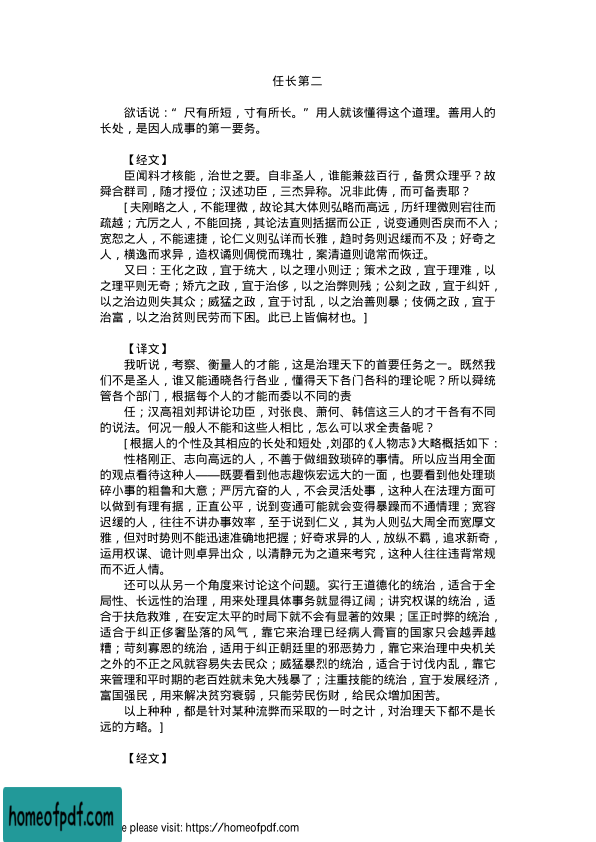 任长第二
欲话说：“ 尺有所短，寸有所长。”用人就该懂得这个道理。善用人的
长处，是因人成事的第一要务。
【经文】
臣闻料才核能，治世之要。自非圣人，谁能兼兹百行，备贯众理乎？故
舜合群司，随才授位；汉述功臣，三杰异称。况非此俦，而可备责耶？
[ 夫刚略之人，不能理微，故论其大体则弘略而高远，历纤理微则宕往而
疏越；亢厉之人，不能回挠，其论法直则括据而公正，说变通则否戾而不入；
宽恕之人，不能速捷，论仁义则弘详而长雅，趋时务则迟缓而不及；好奇之
人，横逸而求异，造权谲则倜傥而瑰壮，案清道则诡常而恢迂。
又曰：王化之政，宜于统大，以之理小则迂；策术之政，宜于理难，以
之理平则无奇；矫亢之政，宜于治侈，以之治弊则残；公刻之政，宜于纠奸，
以之治边则失其众；威猛之政，宜于讨乱，以之治善则暴；伎俩之政，宜于
治富，以之治贫则民劳而下困。此已上皆偏材也。]
【译文】
我听说，考察、衡量人的才能，这是治理天下的首要任务之一。既然我
们不是圣人，谁又能通晓各行各业，懂得天下各门各科的理论呢？所以舜统
管各个部门，根据每个人的才能而委以不同的责
任；汉高祖刘邦讲论功臣，对张良、萧何、韩信这三人的才干各有不同
的说法。何况一般人不能和这些人相比，怎么可以求全责备呢？
[ 根据人的个性及其相应的长处和短处，刘邵的《人物志》大略概括如下：
性格刚正、志向高远的人，不善于做细致琐碎的事情。所以应当用全面
的观点看待这种人——既要看到他志趣恢宏远大的一面，也要看到他处理琐
碎小事的粗鲁和大意；严厉亢奋的人，不会灵活处事，这种人在法理方面可
以做到有理有据，正直公平，说到变通可能就会变得暴躁而不通情理；宽容
迟缓的人，往往不讲办事效率，至于说到仁义，其为人则弘大周全而宽厚文
雅，但对时势则不能迅速准确地把握；好奇求异的人，放纵不羁，追求新奇，
运用权谋、诡计则卓异出众，以清静元为之道来考究，这种人往往违背常规
而不近人情。
还可以从另一个角度来讨论这个问题。实行王道德化的统治，适合于全
局性、长远性的治理，用来处理具体事务就显得辽阔；讲究权谋的统治，适
合于扶危救难，在安定太平的时局下就不会有显著的效果；匡正时弊的统治，
适合于纠正侈奢坠落的风气，靠它来治理已经病人膏盲的国家只会越弄越
糟；苛刻寡恩的统治，适用于纠正朝廷里的邪恶势力，靠它来治理中央机关
之外的不正之风就容易失去民众；威猛暴烈的统治，适合于讨伐内乱，靠它
来管理和平时期的老百姓就未免大残暴了；注重技能的统治，宜于发展经济，
富国强民，用来解决贫穷衰弱，只能劳民伤财，给民众增加困苦。
以上种种，都是针对某种流弊而采取的一时之计，对治理天下都不是长
远的方略。]
【经文】
homeofpdf.com
e please visit: https://homeofpdf.com